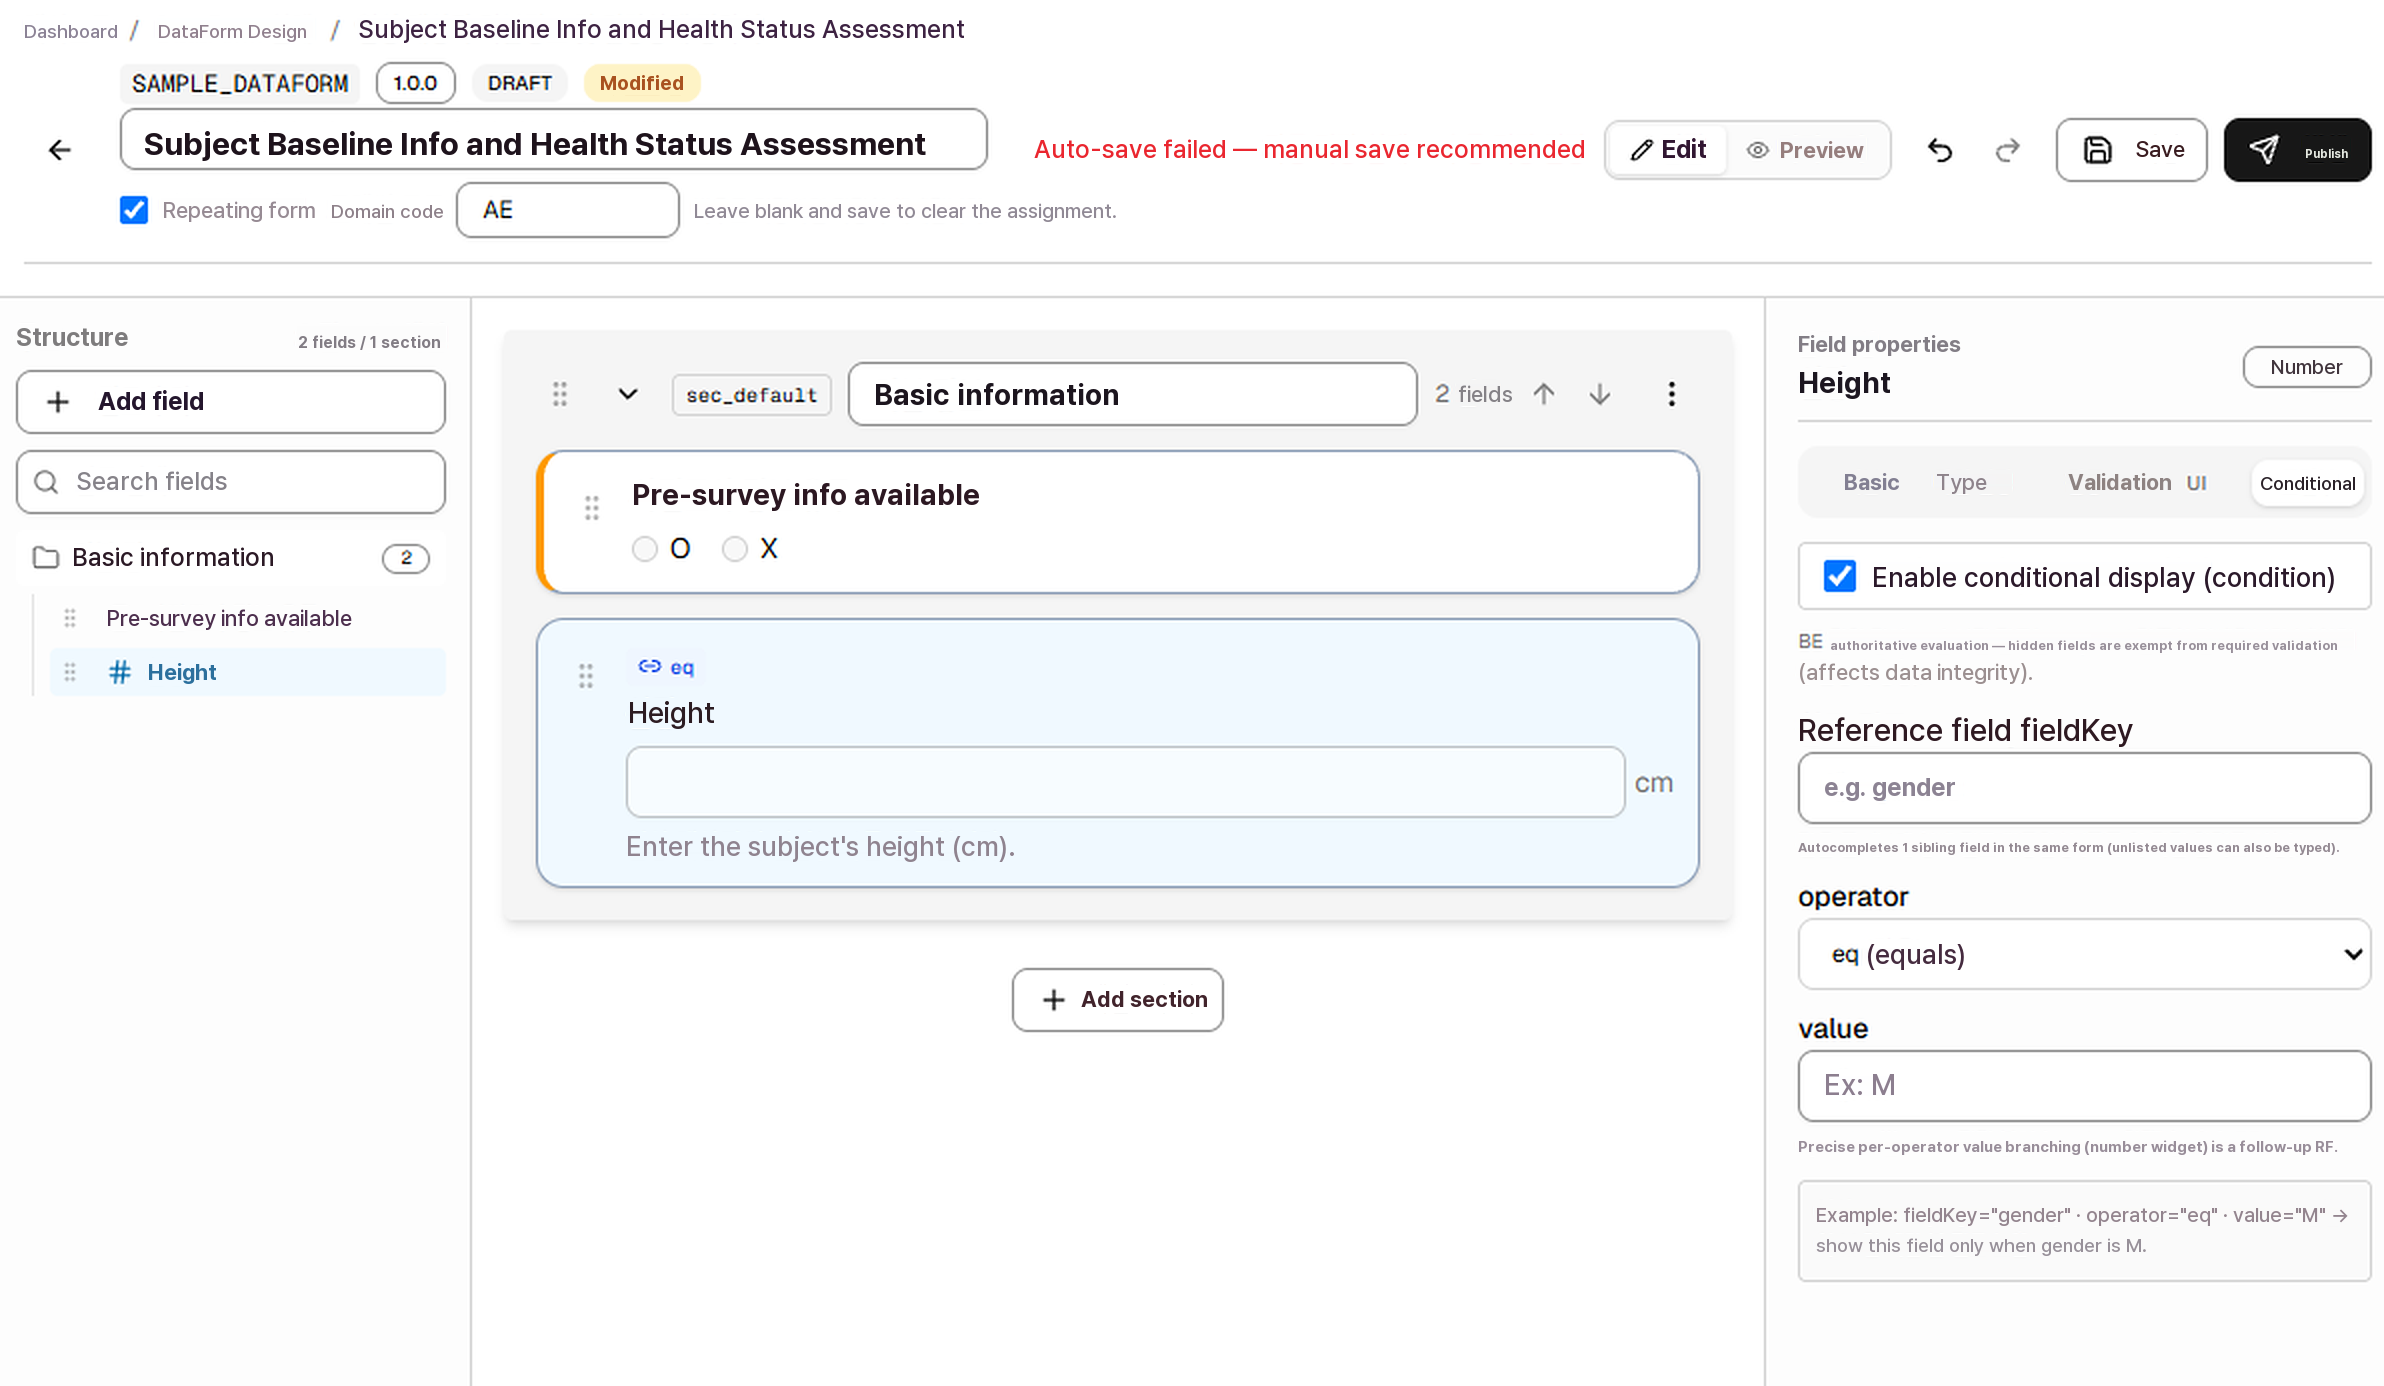 Dashboard / DataForm Design / Subject Baseline Info and Health Status Assessment
SAMPLE_DATAFORM 1.0.0 DRAFT Modified
Subject Baseline Info and Health Status Assessment
Auto-save failed — manual save recommended Edit Preview Save Publish
Repeating form Domain code AE Leave blank and save to clear the assignment.
Structure 2 fields / 1 section
Add field
Search fields
Basic information 2
Pre-survey info available
Height
sec_default Basic information 2 fields
Pre-survey info available
O X
eq
Height
cm
Enter the subject's height (cm).
Add section
Field properties
Height
Number
Basic Type Validation UI Conditional
Enable conditional display (condition)
BE authoritative evaluation — hidden fields are exempt from required validation
(affects data integrity).
Reference field fieldKey
e.g. gender
Autocompletes 1 sibling field in the same form (unlisted values can also be typed).
operator
eq (equals)
value
Ex: M
Precise per-operator value branching (number widget) is a follow-up RF.
Example: fieldKey="gender" · operator="eq" · value="M" →
show this field only when gender is M.